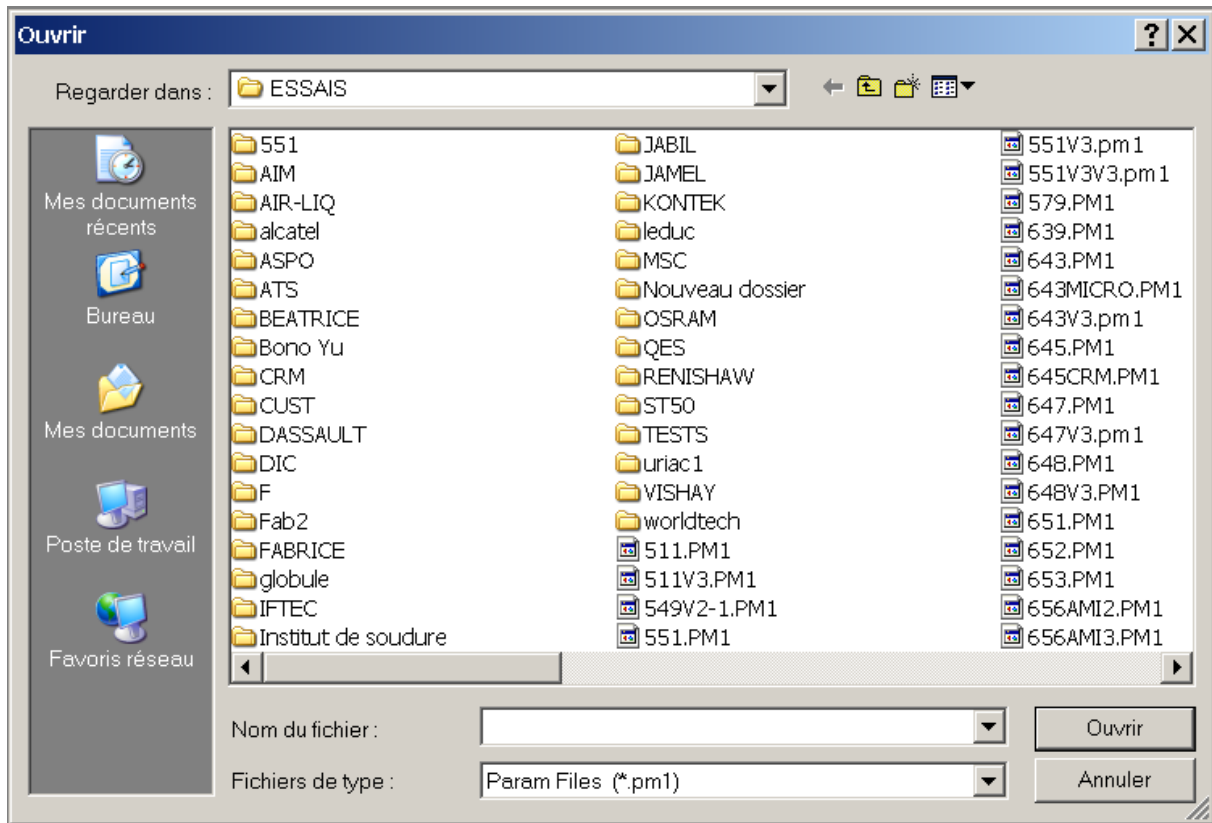 Ouvrir
Regarder dans :
ESSAIS
Mes documents
récents
Bureau
Mes documents
Poste de travail
Favoris réseau
551
AIM
AIR-LIQ
alcatel
ASPO
ATS
BEATRICE
Bono Yu
CRM
CUST
DASSAULT
DIC
F
Fab2
FABRICE
globule
IFTEC
Institut de soudure
JABIL
JAMEL
KONTEK
leduc
MSC
Nouveau dossier
OSRAM
QES
RENISHAW
ST50
TESTS
uriac1
VISHAY
worldtech
511.PM1
511V3.PM1
549V2-1.PM1
551.PM1
551V3.pm1
551V3V3.pm1
579.PM1
639.PM1
643.PM1
643MICRO.PM1
643V3.pm1
645.PM1
645CRM.PM1
647.PM1
647V3.pm1
648.PM1
648V3.PM1
651.PM1
652.PM1
653.PM1
656AMI2.PM1
656AMI3.PM1
Nom du fichier :
Ouvrir
Fichiers de type :
Param Files (*.pm1)
Annuler